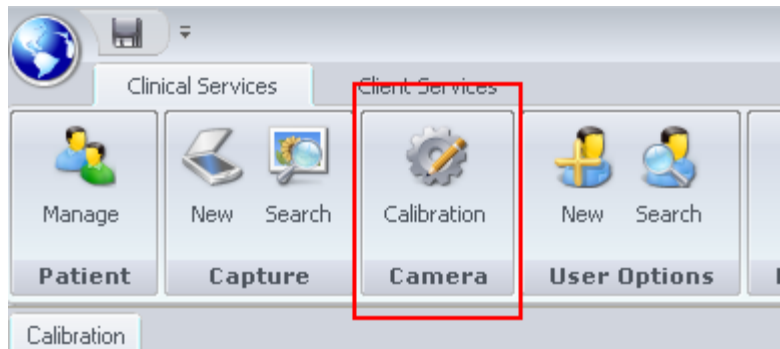 Clinical Services Client Services
Manage New Search Calibration New Search
Patient Capture Camera User Options
Calibration